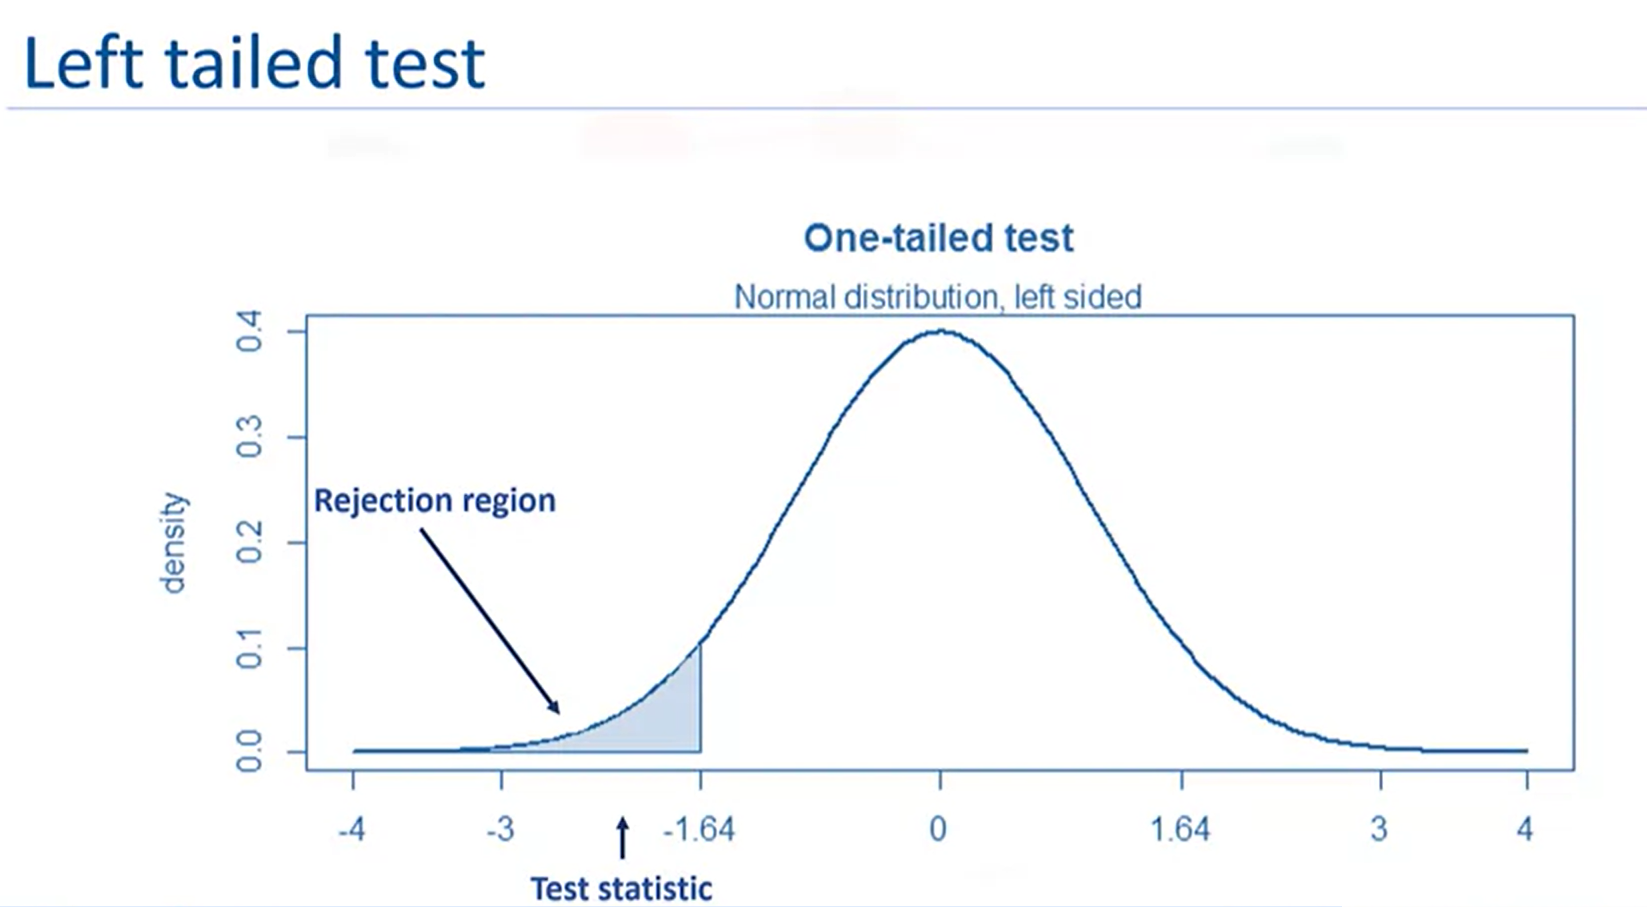 Left tailed test
One-tailed test
Normal distribution, left sided
density
0.4
0.3
0.2
0.1
0.0
Rejection region
-4 -3 -1.64 0 1.64 3 4
Test statistic